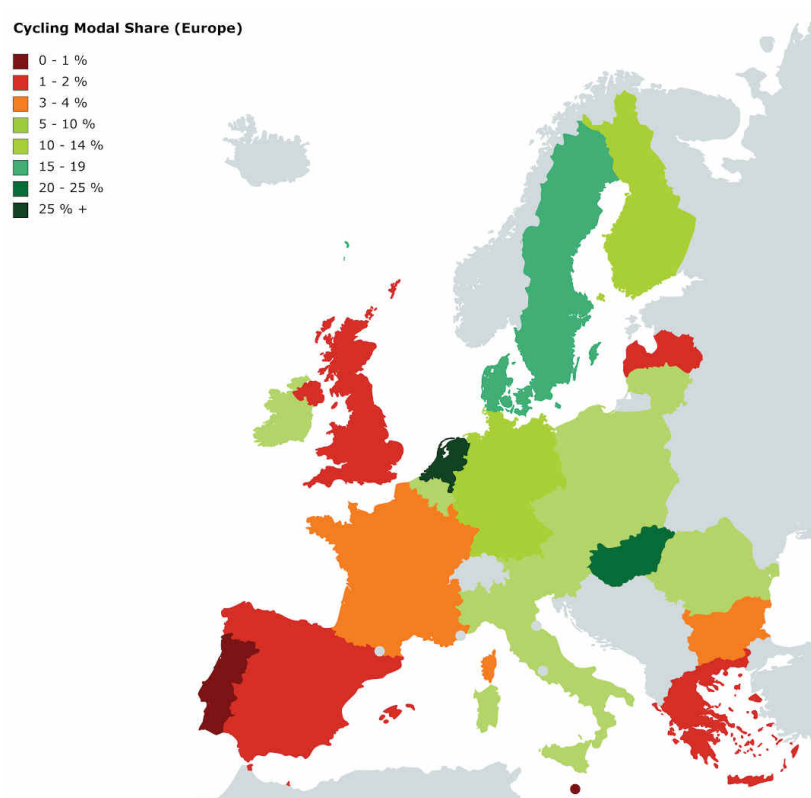 Cycling Modal Share (Europe)
0 - 1 %
1 - 2 %
3 - 4 %
5 - 10 %
10 - 14 %
15 - 19
20 - 25 %
25 % +